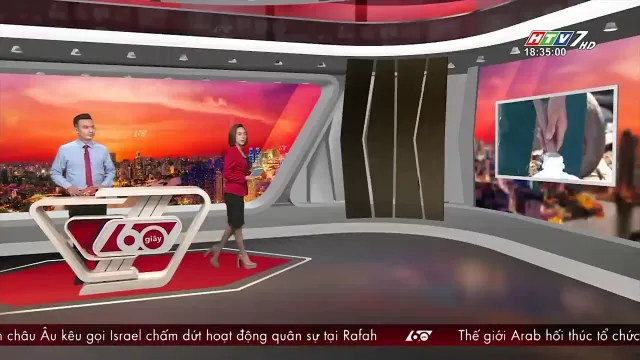 HTV7 HD
18:35:00
60 giây
châu Âu kêu gọi Israel chấm dứt hoạt động quân sự tại Rafah 60 Thế giới Arab hối thúc tổ chức